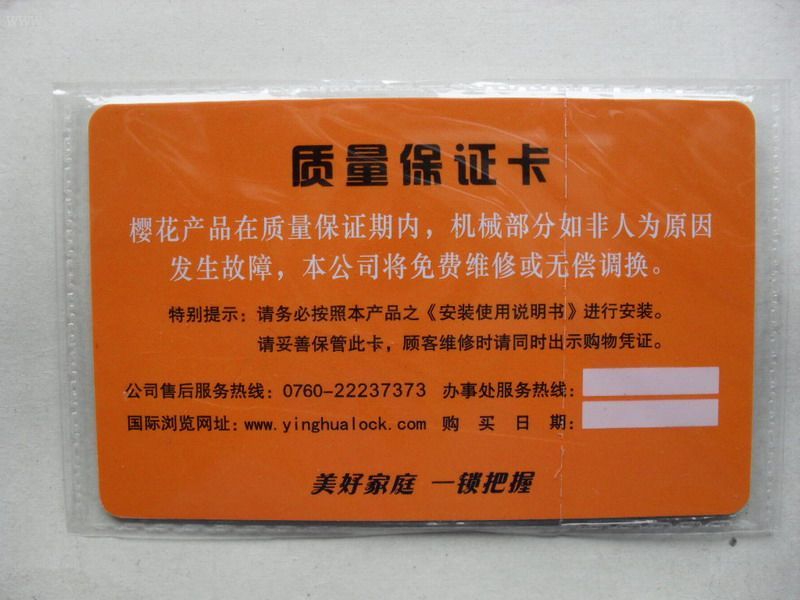 www.
质量保证卡
樱花产品在质量保证期内，机械部分如非人为原因
发生故障，本公司将免费维修或无偿调换。
特别提示：请务必按照本产品之《安装使用说明书》进行安装。
请妥善保管此卡，顾客维修时请同时出示购物凭证。
公司售后服务热线：0760-22237373 办事处服务热线：
国际浏览网址：www.yinghualock.com 购 买 日 期：
美好家庭 一锁把握